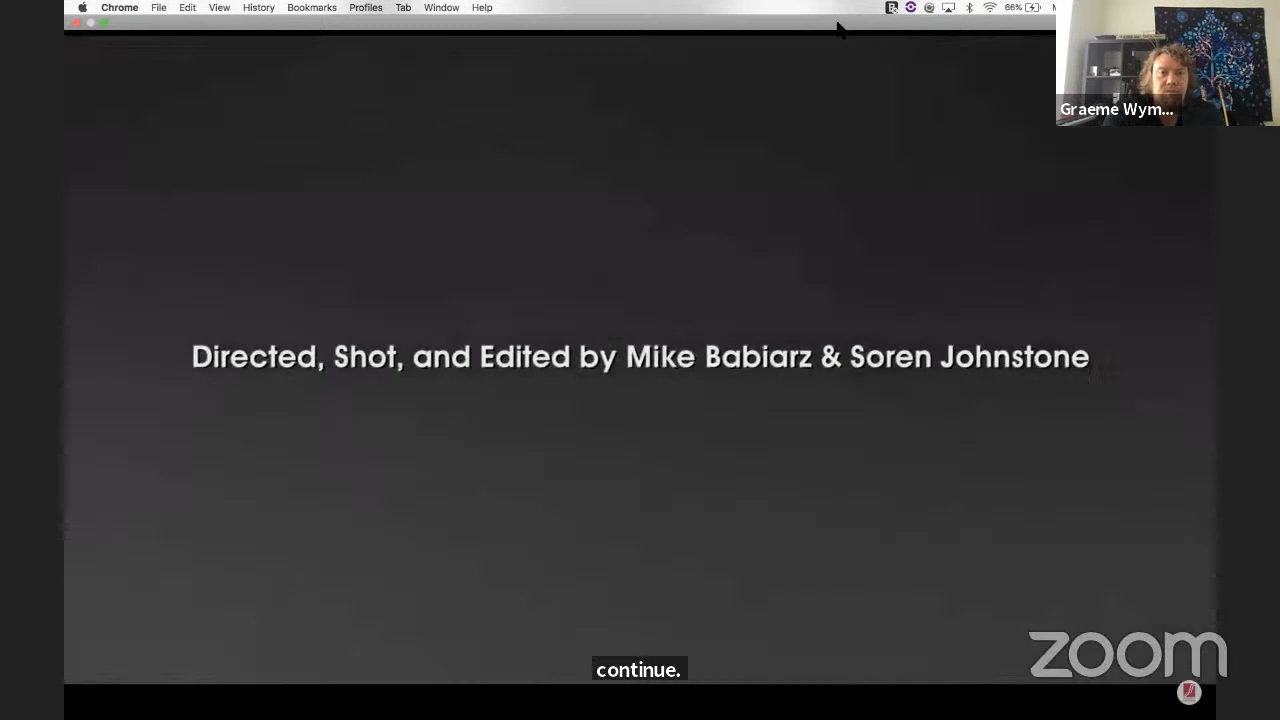 Chrome File Edit View History Bookmarks Profiles Tab Window Help
66%
Graeme Wym...
Directed, Shot, and Edited by Mike Babiarz & Soren Johnstone
continue.
zoom